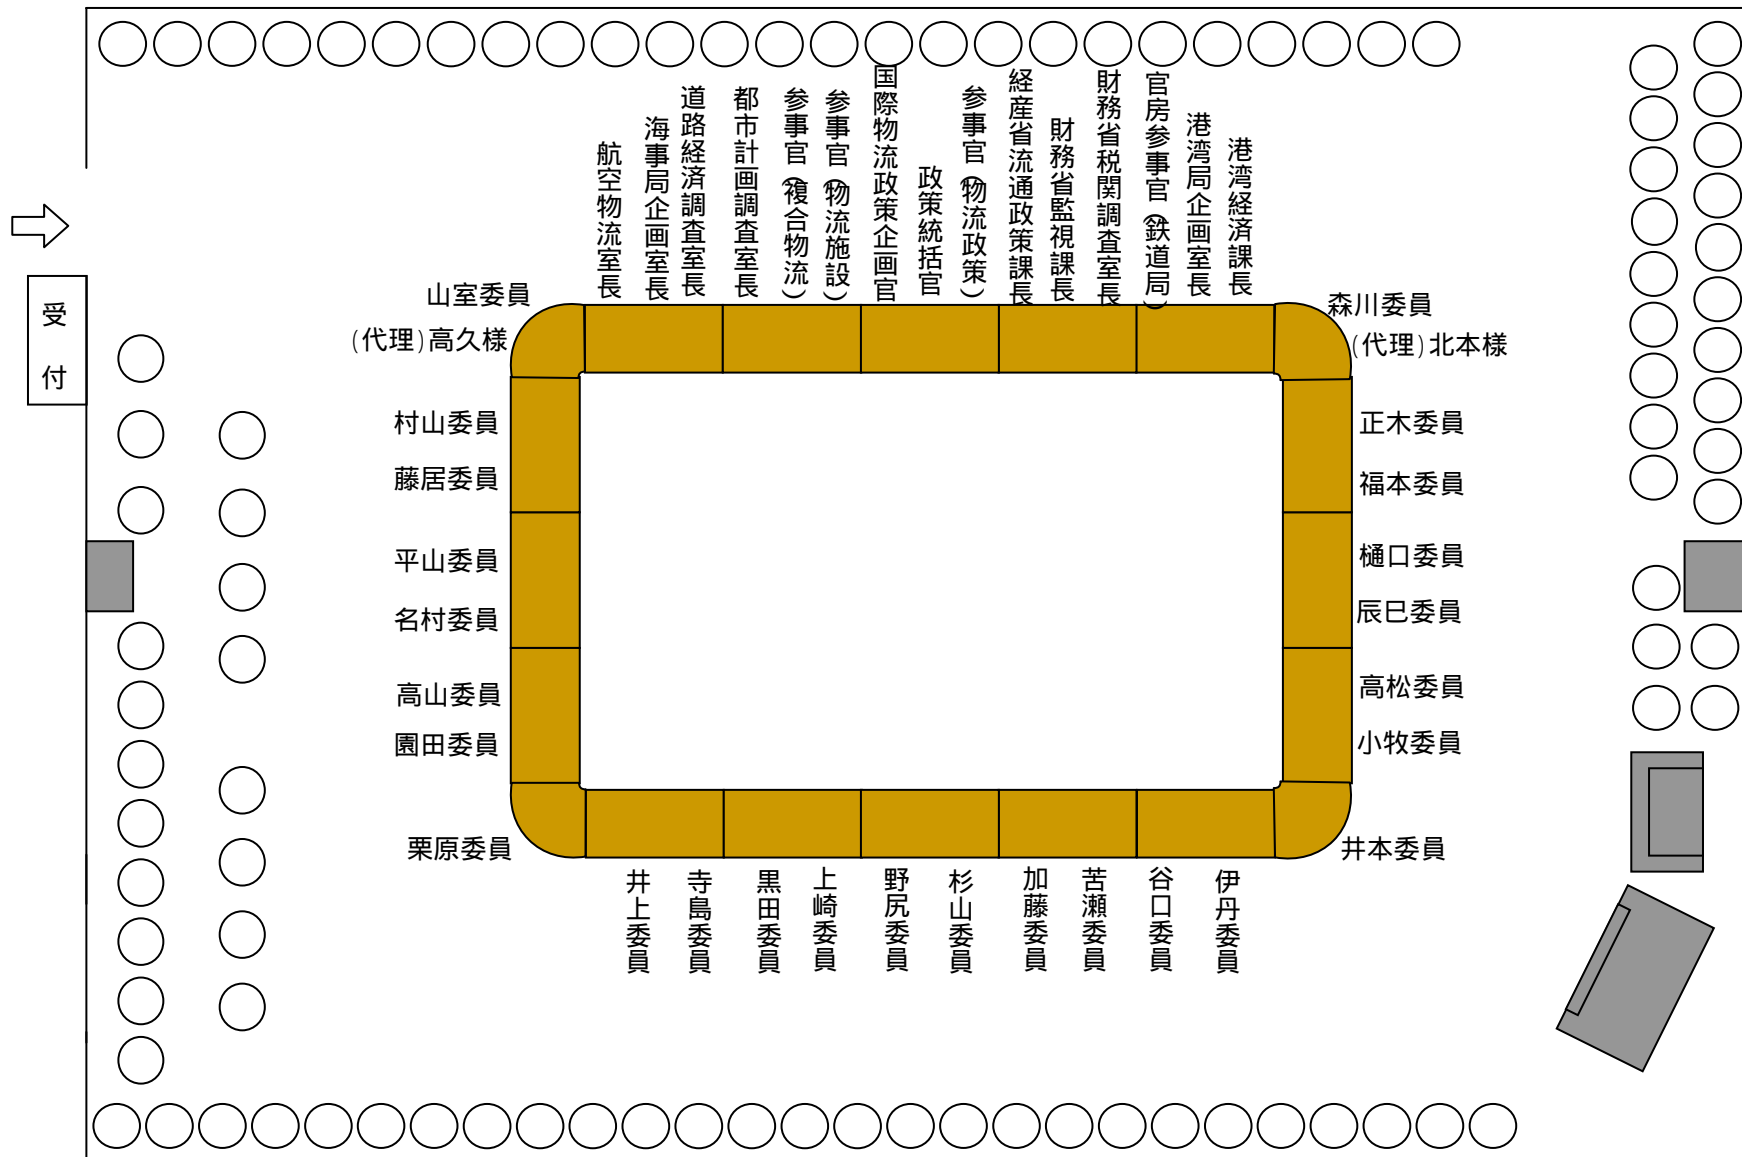 航空物流室長
海事局企画室長
道路経済調査室長
都市計画調査室長
参事官（複合物流）
参事官（物流施設）
国際物流政策企画官
政策統括官
参事官（物流政策）
経産省流通政策課長
財務省監視課長
財務省税関調査室長
官房参事官（鉄道局）
港湾局企画室長
港湾経済課長
受付
山室委員
(代理)高久様
村山委員
藤居委員
平山委員
名村委員
高山委員
園田委員
栗原委員
森川委員
(代理)北本様
正木委員
福本委員
樋口委員
辰巳委員
高松委員
小牧委員
井本委員
井上委員
寺島委員
黒田委員
上崎委員
野尻委員
杉山委員
加藤委員
苦瀬委員
谷口委員
伊丹委員